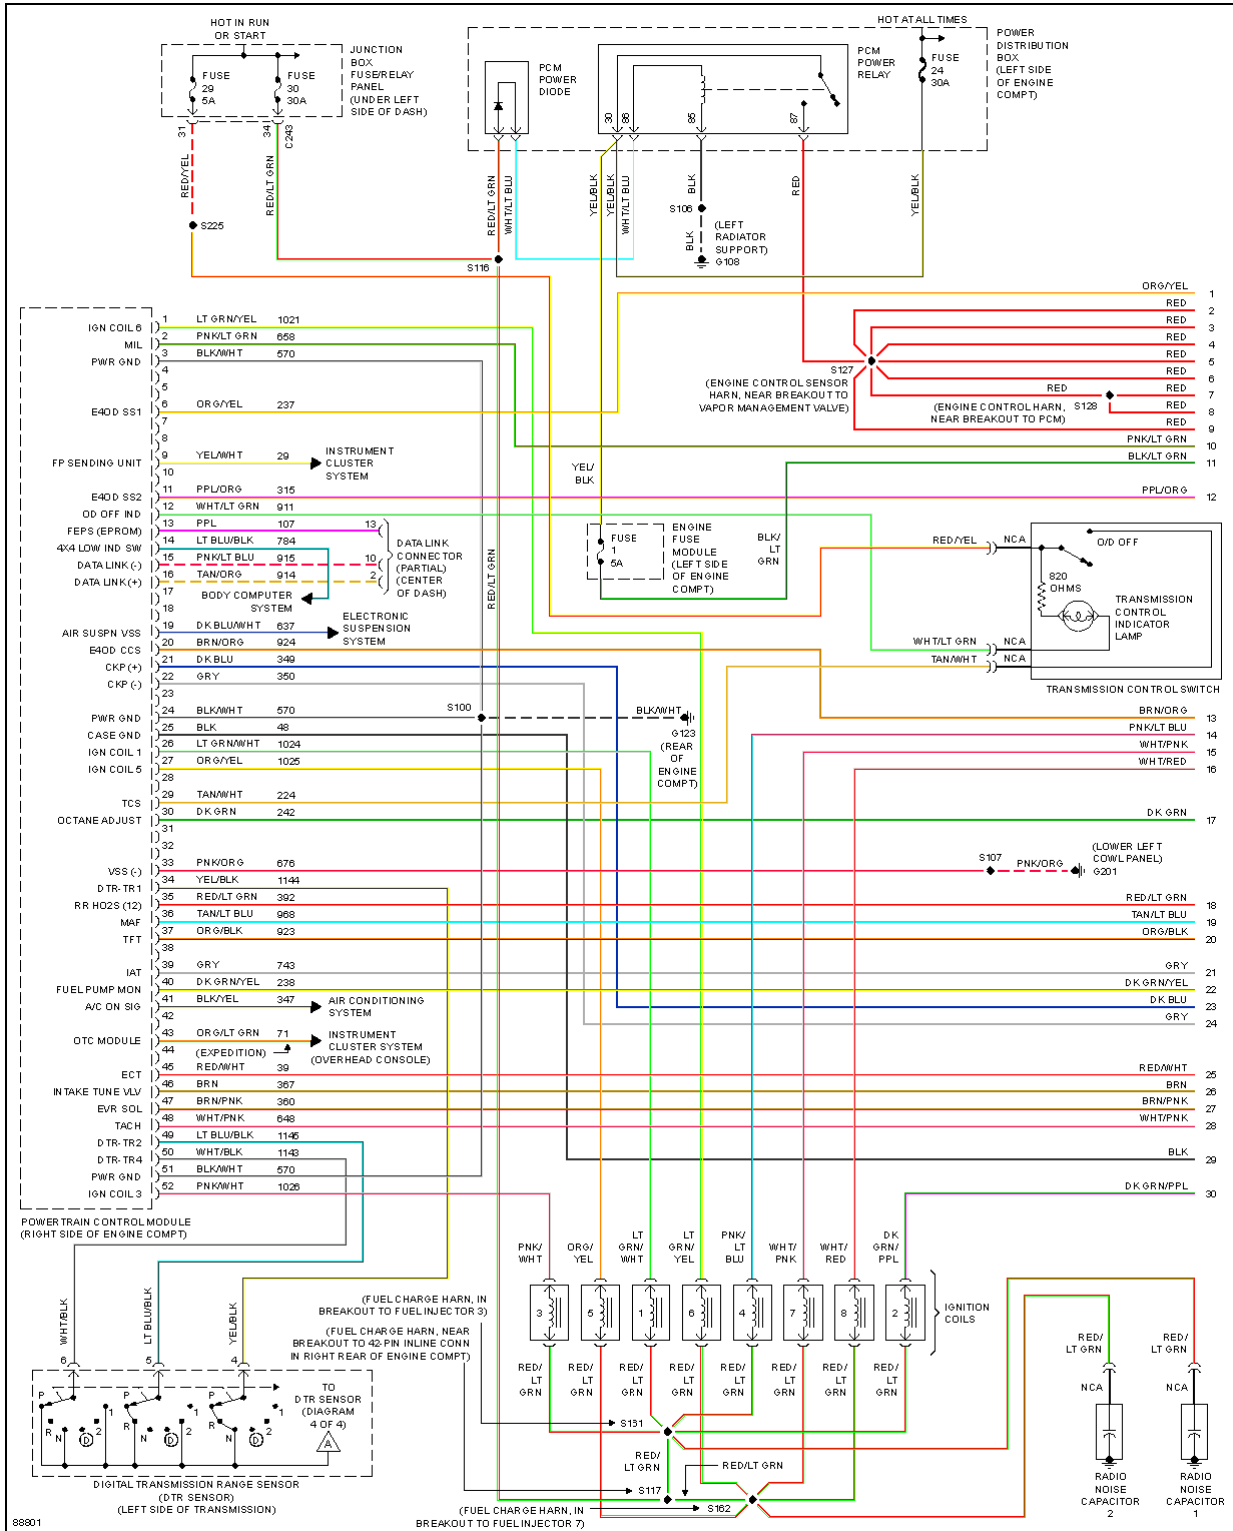 HOT IN RUN
OR START
FUSE
29
5A
FUSE
30
30A
JUNCTION
BOX
FUSE/RELAY
PANEL
(UNDER LEFT
SIDE OF DASH)
31
34
C243
RED/YEL
RED/LT GRN
S225
PCM
POWER
DIODE
30
86
85
87
PCM
POWER
RELAY
HOT AT ALL TIMES
FUSE
24
30A
POWER
DISTRIBUTION
BOX
(LEFT SIDE
OF ENGINE
COMPT)
RED/LT GRN
WHT/LT BLU
YEL/BLK
YEL/BLK
WHT/LT BLU
BLK
RED
YEL/BLK
S106
BLK
(LEFT
RADIATOR
SUPPORT)
G108
S116
ORG/YEL 1
RED 2
RED 3
RED 4
RED 5
RED 6
RED 7
RED 8
RED 9
PNK/LT GRN 10
BLK/LT GRN 11
PPL/ORG 12
S127
(ENGINE CONTROL SENSOR
HARN, NEAR BREAKOUT TO
VAPOR MANAGEMENT VALVE)
RED
S128
(ENGINE CONTROL HARN,
NEAR BREAKOUT TO PCM)
IGN COIL 6 1 LT GRN/YEL 1021
MIL 2 PNK/LT GRN 658
PWR GND 3 BLK/WHT 570
4
5
E4OD SS1 6 ORG/YEL 237
7
8
FP SENDING UNIT 9 YEL/WHT 29
INSTRUMENT
CLUSTER
SYSTEM
10
E4OD SS2 11 PPL/ORG 315
OD OFF IND 12 WHT/LT GRN 911
FEPS (EPROM) 13 PPL 107 13
4X4 LOW IND SW 14 LT BLU/BLK 784
DATA LINK (-) 15 PNK/LT BLU 915 10
DATA LINK (+) 16 TAN/ORG 914 2
DATA LINK
CONNECTOR
(PARTIAL)
(CENTER
OF DASH)
17
BODY COMPUTER
SYSTEM
18
AIR SUSPN VSS 19 DK BLU/WHT 637
ELECTRONIC
SUSPENSION
SYSTEM
E4OD CCS 20 BRN/ORG 924
CKP (+) 21 DK BLU 349
CKP (-) 22 GRY 350
23
PWR GND 24 BLK/WHT 570
CASE GND 25 BLK 48
IGN COIL 1 26 LT GRN/WHT 1024
IGN COIL 5 27 ORG/YEL 1025
28
TCS 29 TAN/WHT 224
OCTANE ADJUST 30 DK GRN 242
31
32
VSS (-) 33 PNK/ORG 676
DTR-TR1 34 YEL/BLK 1144
RR HO2S (12) 35 RED/LT GRN 392
MAF 36 TAN/LT BLU 968
TFT 37 ORG/BLK 923
38
IAT 39 GRY 743
FUEL PUMP MON 40 DK GRN/YEL 238
A/C ON SIG 41 BLK/YEL 347
AIR CONDITIONING
SYSTEM
42
OTC MODULE 43 ORG/LT GRN 71
(EXPEDITION)
INSTRUMENT
CLUSTER SYSTEM
(OVERHEAD CONSOLE)
44
ECT 45 RED/WHT 39
INTAKE TUNE VLV 46 BRN 367
EVR SOL 47 BRN/PNK 360
TACH 48 WHT/PNK 648
DTR-TR2 49 LT BLU/BLK 1145
DTR-TR4 50 WHT/BLK 1143
PWR GND 51 BLK/WHT 570
IGN COIL 3 52 PNK/WHT 1026
POWERTRAIN CONTROL MODULE
(RIGHT SIDE OF ENGINE COMPT)
RED/LT GRN
YEL/
BLK
FUSE
1
5A
ENGINE
FUSE
MODULE
(LEFT SIDE
OF ENGINE
COMPT)
BLK/
LT
GRN
RED/YEL NCA
O/D OFF
820
OHMS
TRANSMISSION
CONTROL
INDICATOR
LAMP
WHT/LT GRN NCA
TAN/WHT NCA
TRANSMISSION CONTROL SWITCH
S100
BLK/WHT
G123
(REAR
OF
ENGINE
COMPT)
BRN/ORG 13
PNK/LT BLU 14
WHT/PNK 15
WHT/RED 16
DK GRN 17
S107
PNK/ORG
(LOWER LEFT
COWL PANEL)
G201
RED/LT GRN 18
TAN/LT BLU 19
ORG/BLK 20
GRY 21
DK GRN/YEL 22
DK BLU 23
GRY 24
RED/WHT 25
BRN 26
BRN/PNK 27
WHT/PNK 28
BLK 29
DK GRN/PPL 30
PNK/
WHT
ORG/
YEL
LT
GRN/
WHT
LT
GRN/
YEL
PNK/
LT
BLU
WHT/
PNK
WHT/
RED
DK
GRN/
PPL
3
5
1
6
4
7
8
2
IGNITION
COILS
RED/
LT
GRN
RED/
LT
GRN
RED/
LT
GRN
RED/
LT
GRN
RED/
LT
GRN
RED/
LT
GRN
RED/
LT
GRN
RED/
LT
GRN
(FUEL CHARGE HARN, IN
BREAKOUT TO FUEL INJECTOR 3)
(FUEL CHARGE HARN, NEAR
BREAKOUT TO 42-PIN INLINE CONN
IN RIGHT REAR OF ENGINE COMPT)
S161
RED/
LT GRN
RED/LT GRN
S117
S162
(FUEL CHARGE HARN, IN
BREAKOUT TO FUEL INJECTOR 7)
RED/
LT GRN
NCA
RADIO
NOISE
CAPACITOR
2
RED/
LT GRN
NCA
RADIO
NOISE
CAPACITOR
1
WHT/BLK
LT BLU/BLK
YEL/BLK
6
5
4
P
R
N
D
2
1
P
R
N
D
2
P
R
N
D
2
1
TO
DTR SENSOR
(DIAGRAM
4 OF 4)
A
DIGITAL TRANSMISSION RANGE SENSOR
(DTR SENSOR)
(LEFT SIDE OF TRANSMISSION)
88801